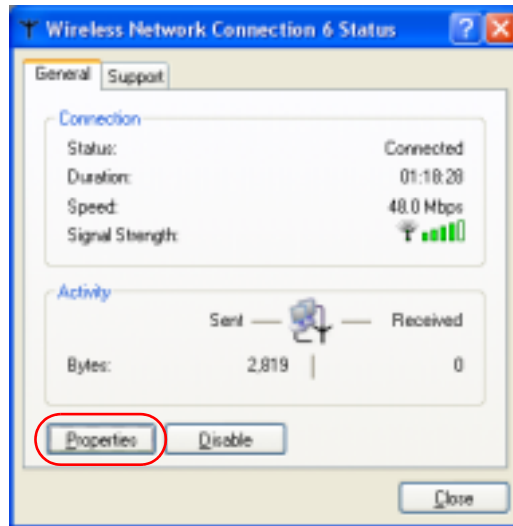 Wireless Network Connection 6 Status
General Support
Connection
Status: Connected
Duration: 01:18:28
Speed: 48.0 Mbps
Signal Strength:
Activity
Sent Received
Bytes: 2,819 0
Properties Disable
Close